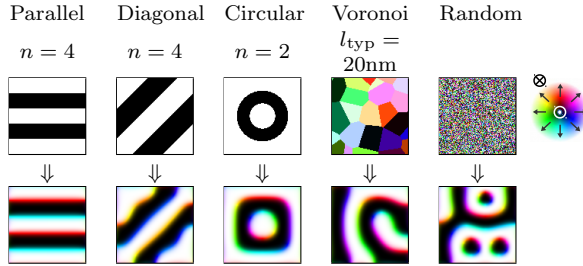 Parallel Diagonal Circular Voronoi Random
n = 4 n = 4 n = 2 l_typ =
20nm
⇓ ⇓ ⇓ ⇓ ⇓